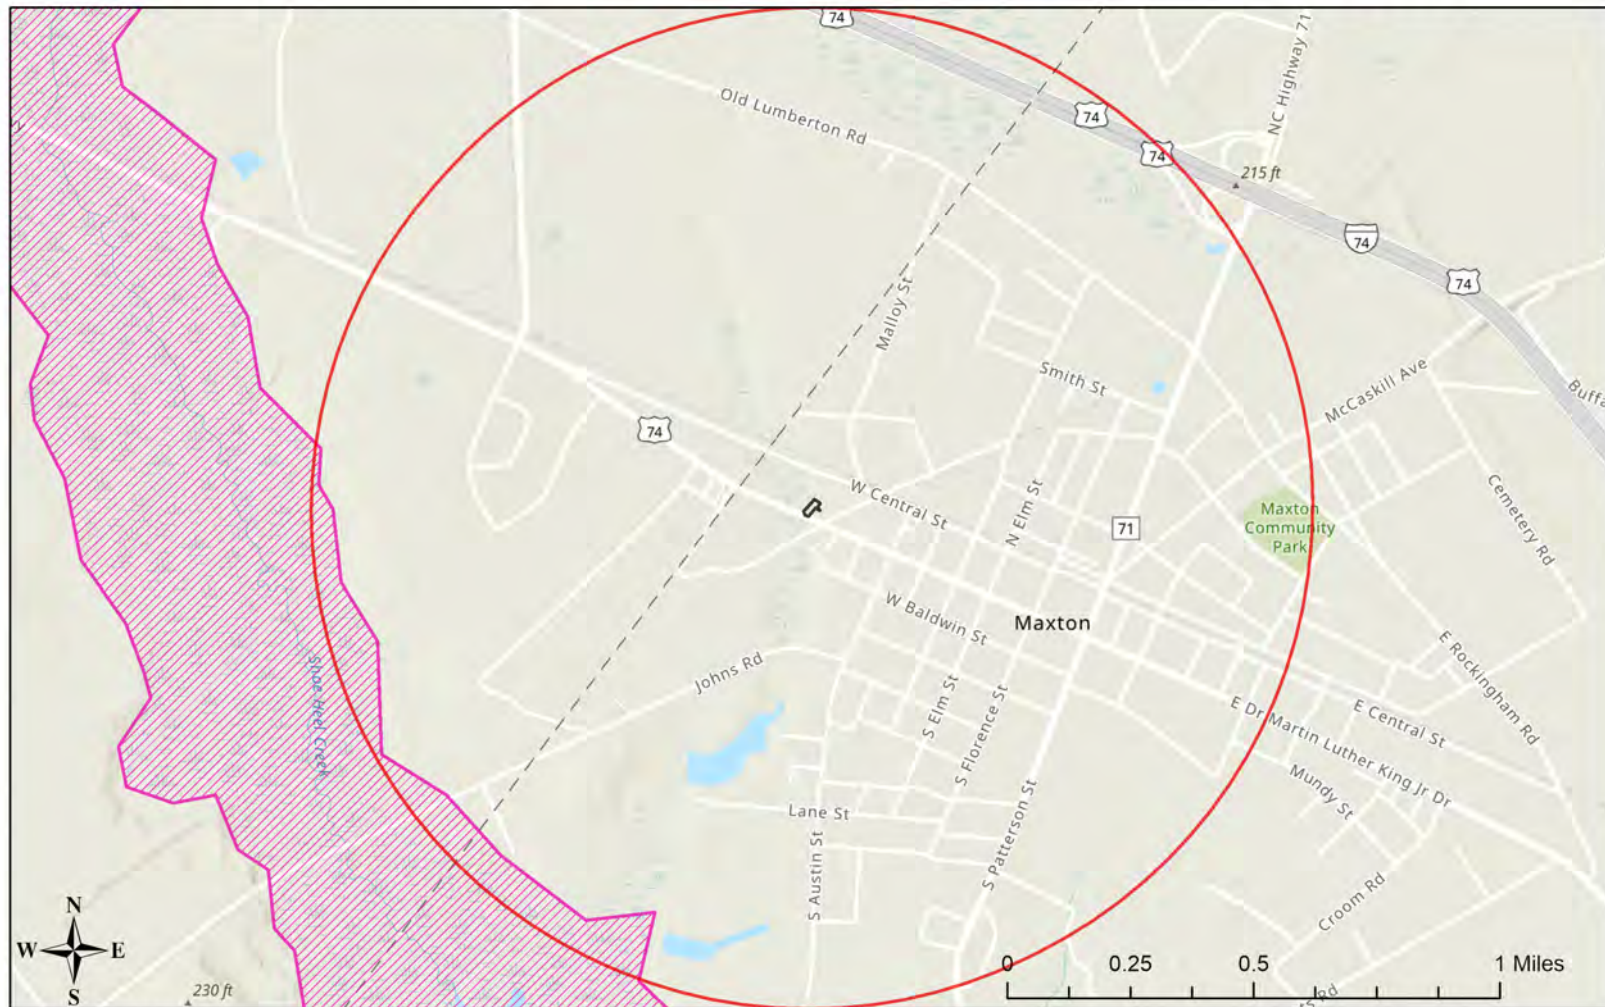 74
NC Highway 71
Old Lumberton Rd
74
74
215 ft
74
74
Malloy St
Smith St
McCaskill Ave
Buffa
74
W Central St
N Elm St
71
Maxton
Community
Park
Cemetery Rd
W Baldwin St
Maxton
Johns Rd
S Elm St
S Florence St
E Rockingham Rd
E Central St
E Dr Martin Luther King Jr Dr
Shoe Heel Creek
Mundy St
Lane St
S Patterson St
S Austin St
Croom Rd
N
W E
S
0 0.25 0.5 1 Miles
230 ft
Rd